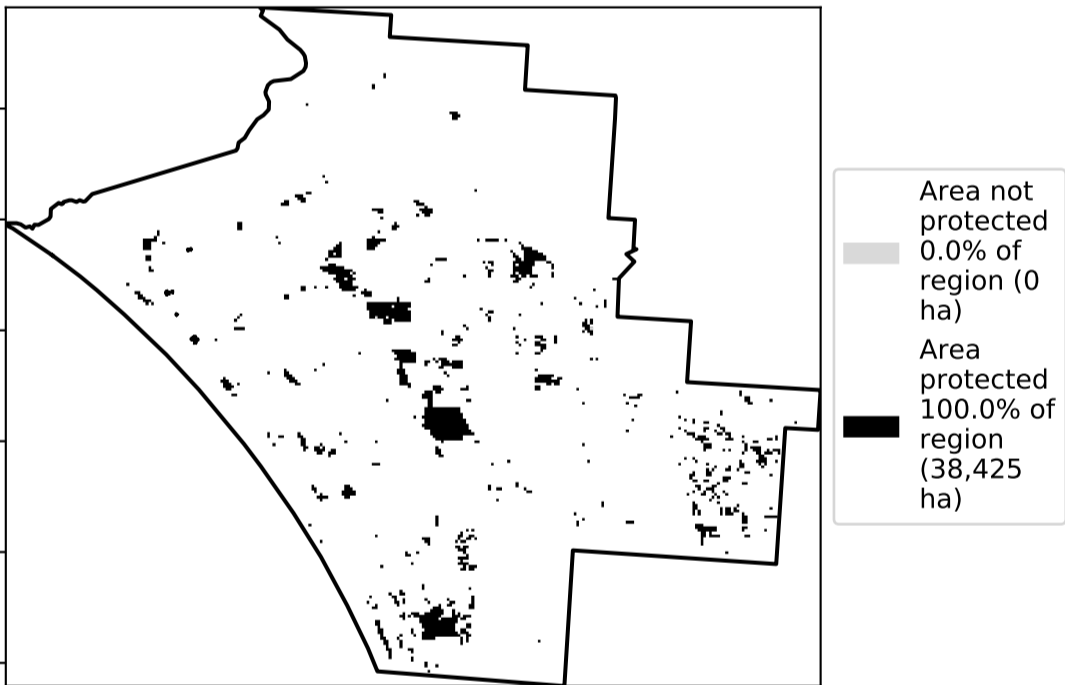 Area not
protected
0.0% of
region (0
ha)
Area
protected
100.0% of
region
(38,425
ha)